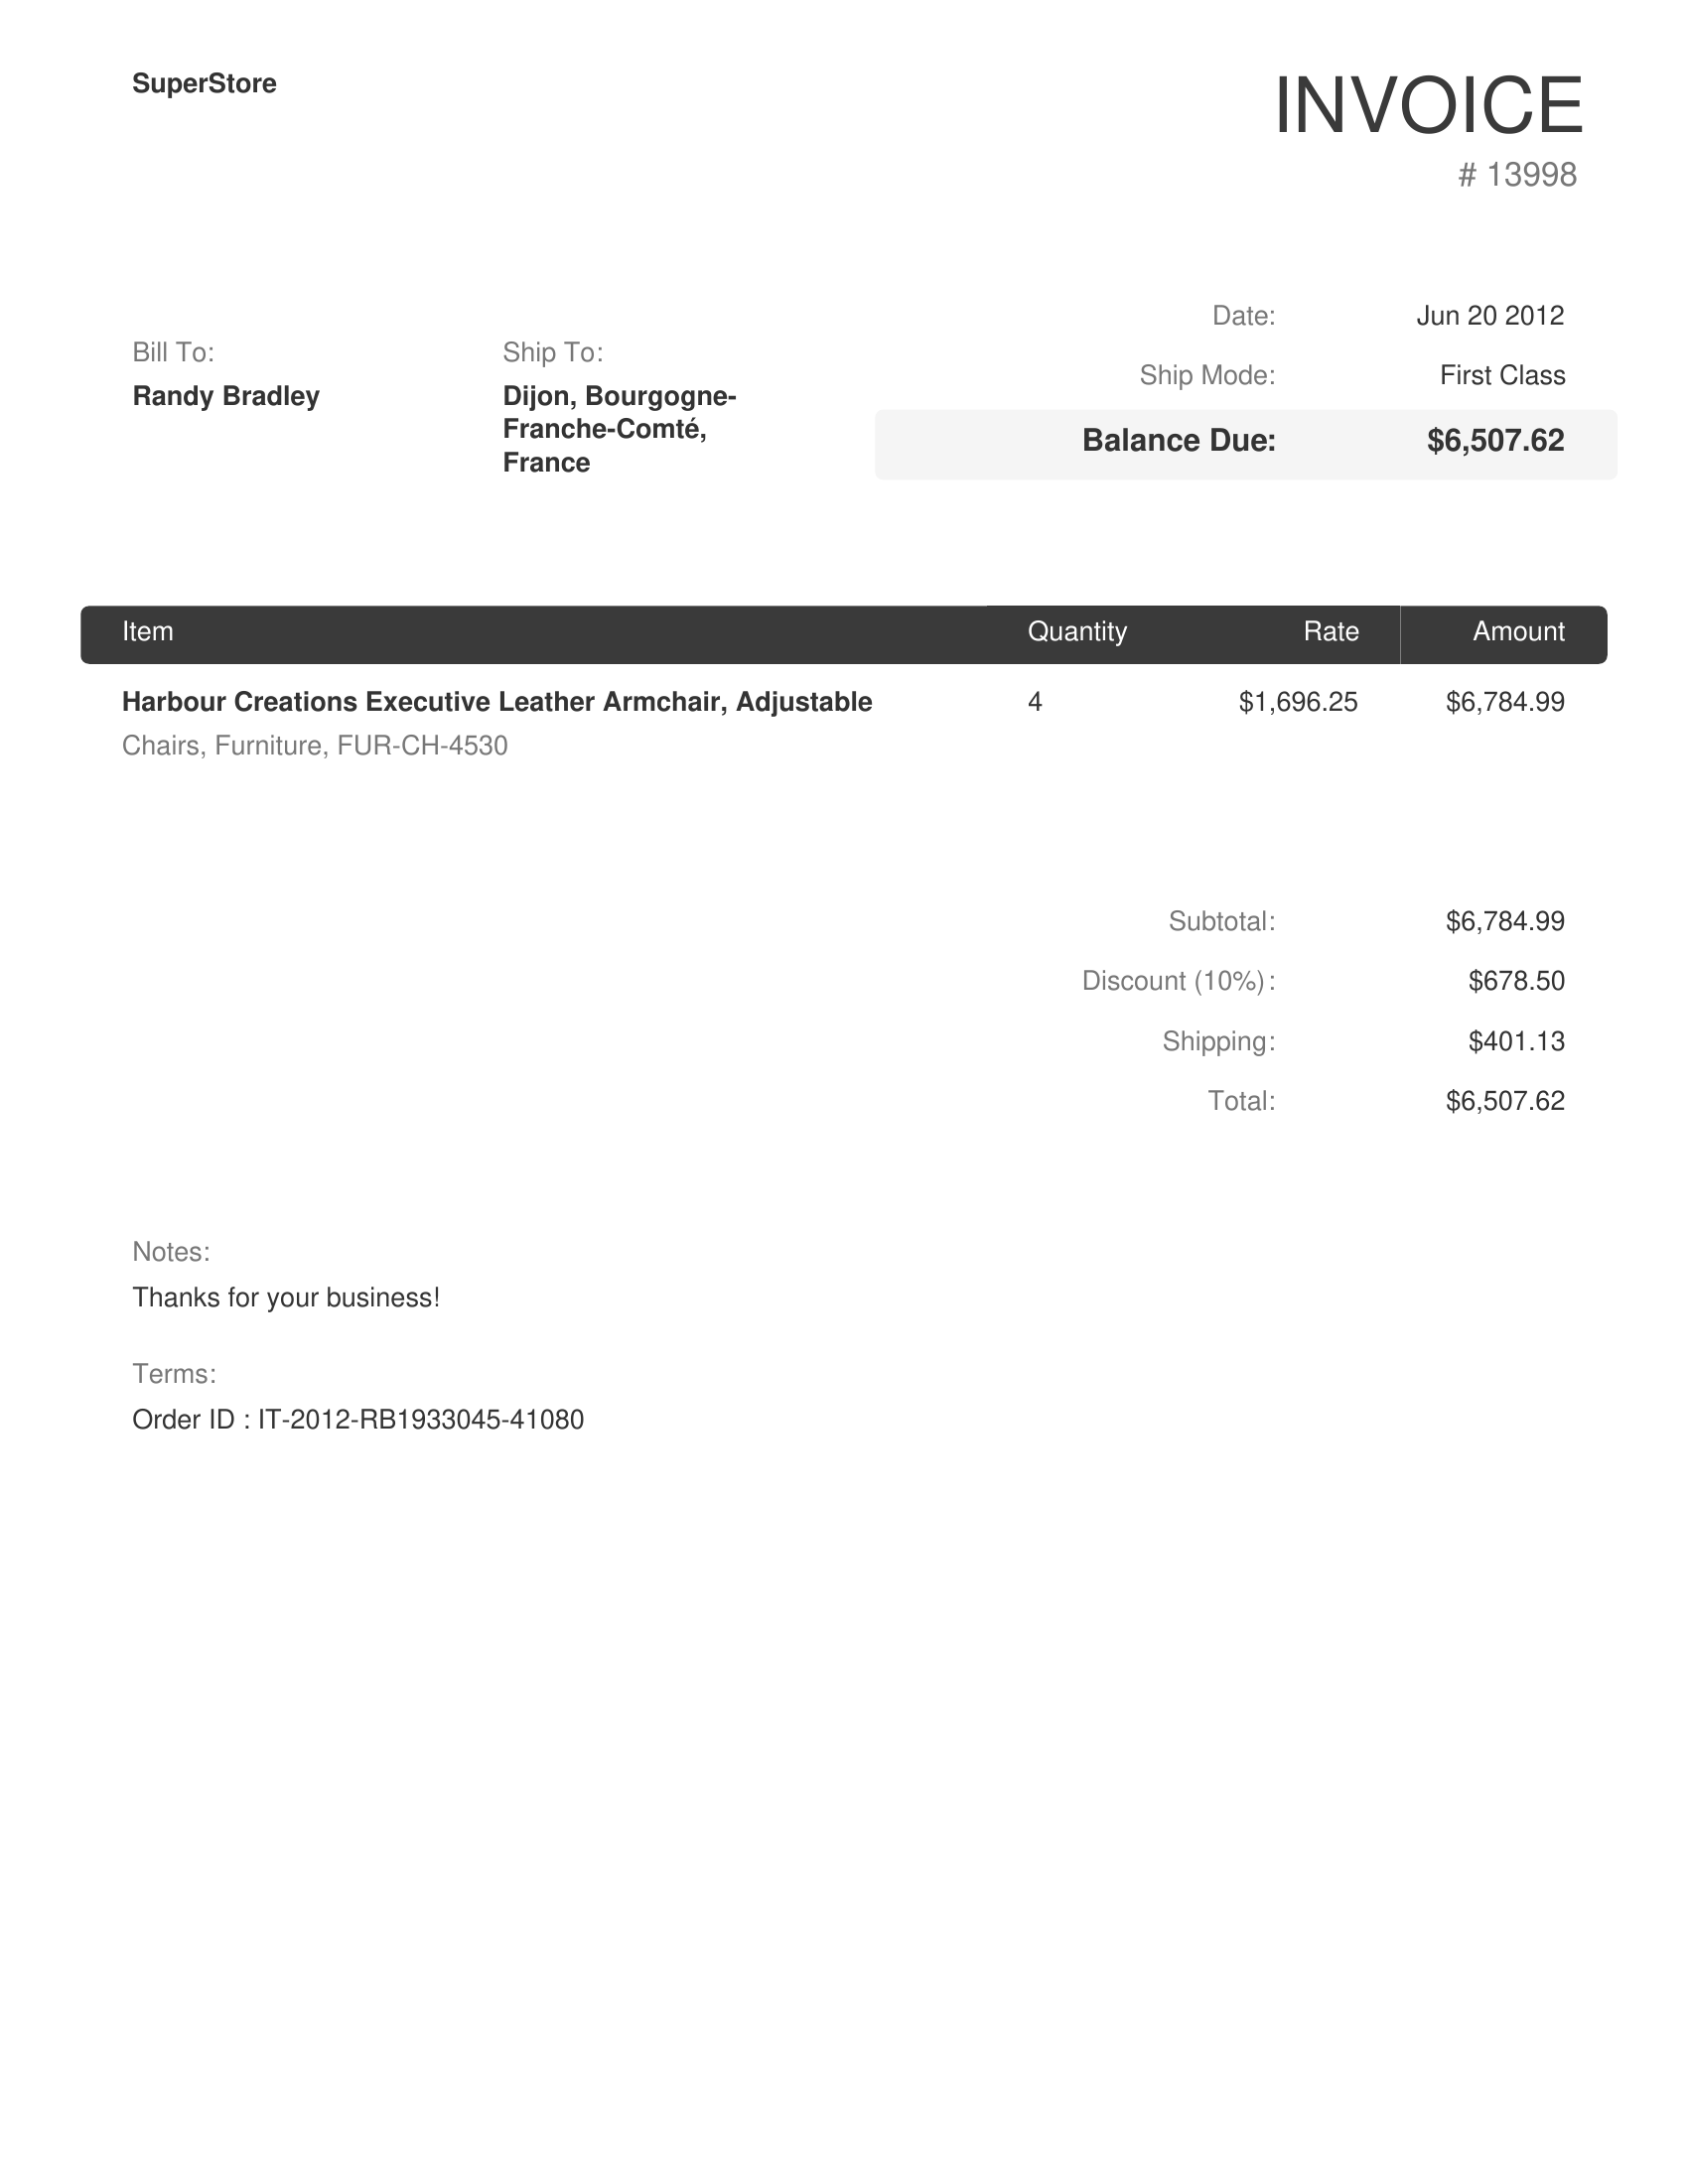 SuperStore
INVOICE
# 13998
Date: Jun 20 2012
Ship Mode: First Class
Balance Due: $6,507.62
Bill To:
Randy Bradley
Ship To:
Dijon, Bourgogne-
Franche-Comté,
France
Item Quantity Rate Amount
Harbour Creations Executive Leather Armchair, Adjustable 4 $1,696.25 $6,784.99
Chairs, Furniture, FUR-CH-4530
Subtotal: $6,784.99
Discount (10%): $678.50
Shipping: $401.13
Total: $6,507.62
Notes:
Thanks for your business!
Terms:
Order ID : IT-2012-RB1933045-41080